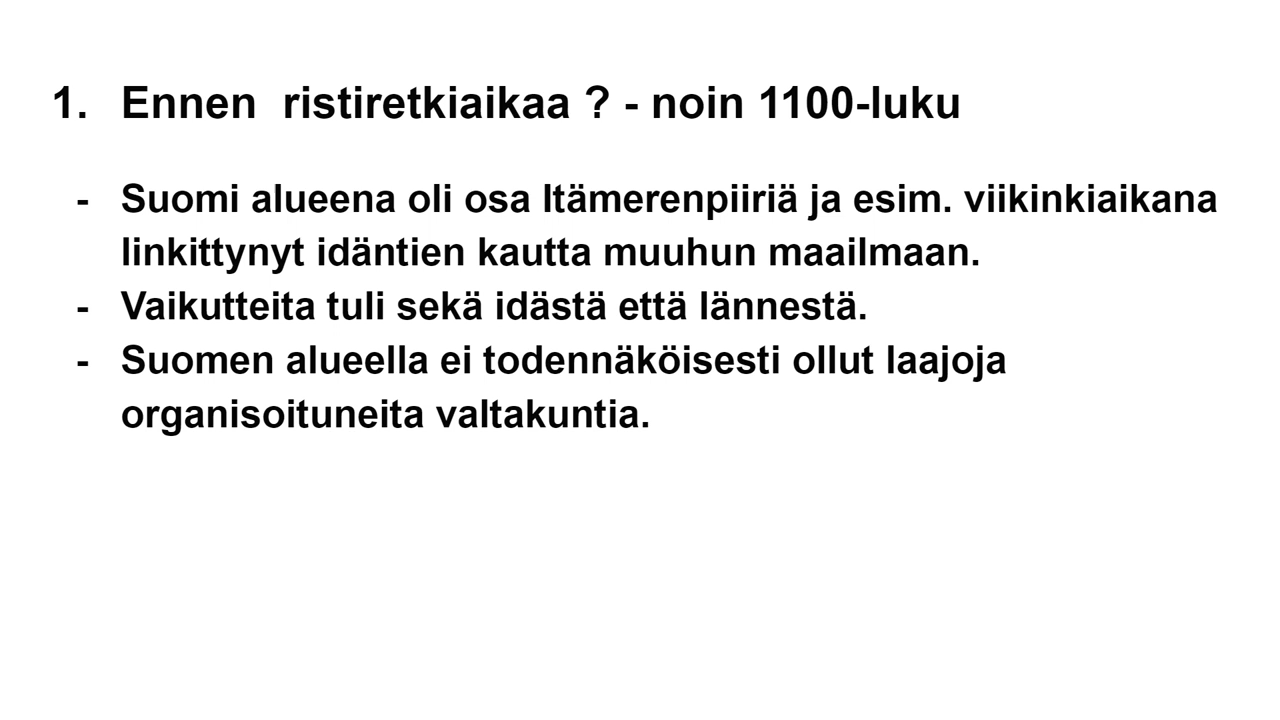 1. Ennen  ristiretkiaikaa ? - noin 1100-luku
- Suomi alueena oli osa Itämerenpiiriä ja esim. viikinkiaikana
linkittynyt idäntien kautta muuhun maailmaan.
- Vaikutteita tuli sekä idästä että lännestä.
- Suomen alueella ei todennäköisesti ollut laajoja
organisoituneita valtakuntia.